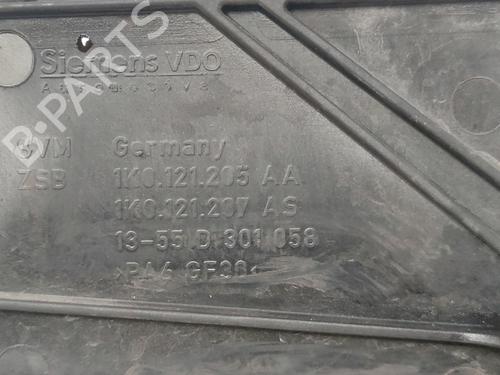 Siemens VDO
Germany
ZSB 1K0.121.205 AA
1K0.121.207 AS
13-55 D 301 058
>PA6 GF30<
B-PARTS